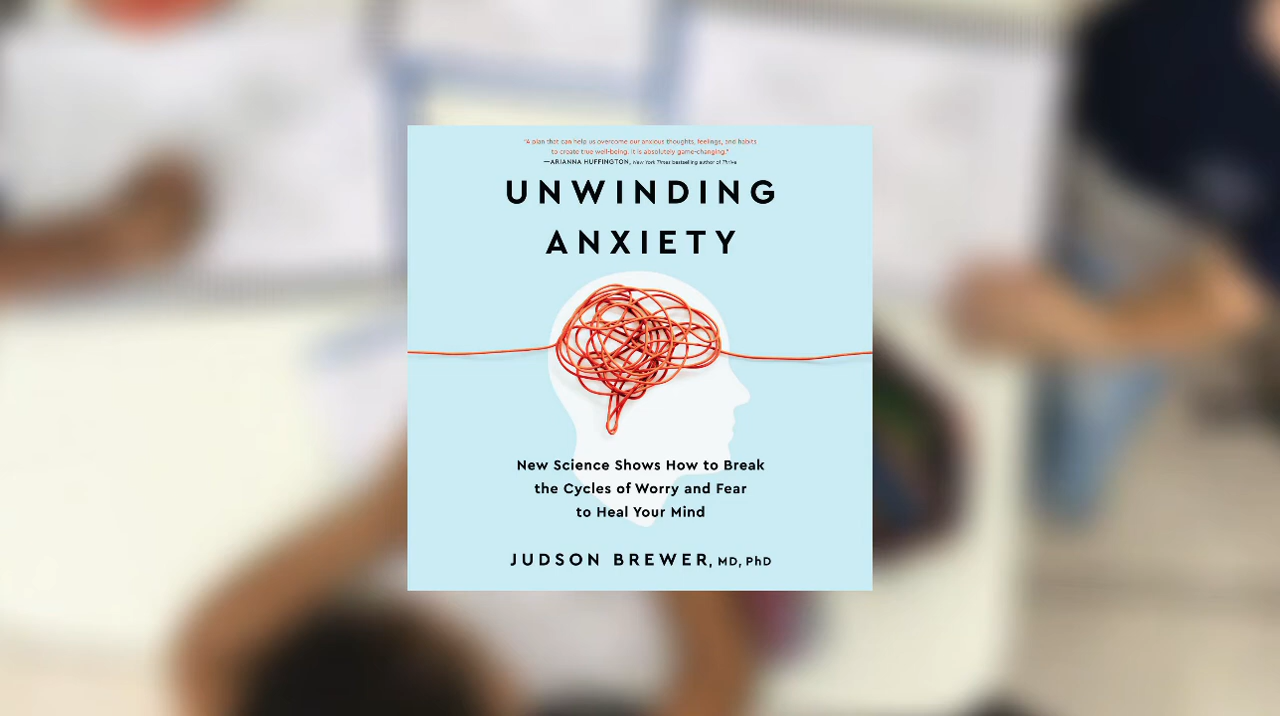 "A plan that can help us overcome our anxious thoughts, feelings, and habits
to create true well-being. It is absolutely game-changing."
—ARIANNA HUFFINGTON, New York Times bestselling author of Thrive
UNWINDING
ANXIETY
New Science Shows How to Break
the Cycles of Worry and Fear
to Heal Your Mind
JUDSON BREWER, MD, PhD